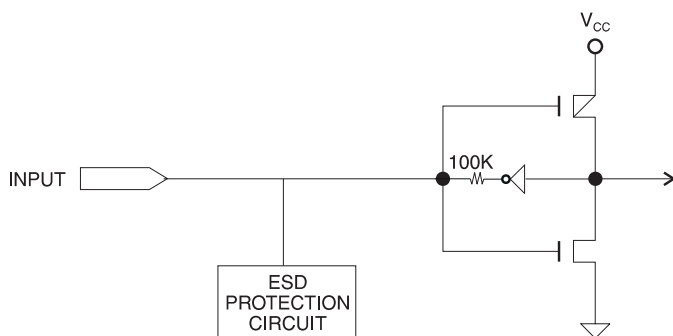 VCC
100K
INPUT
ESD
PROTECTION
CIRCUIT